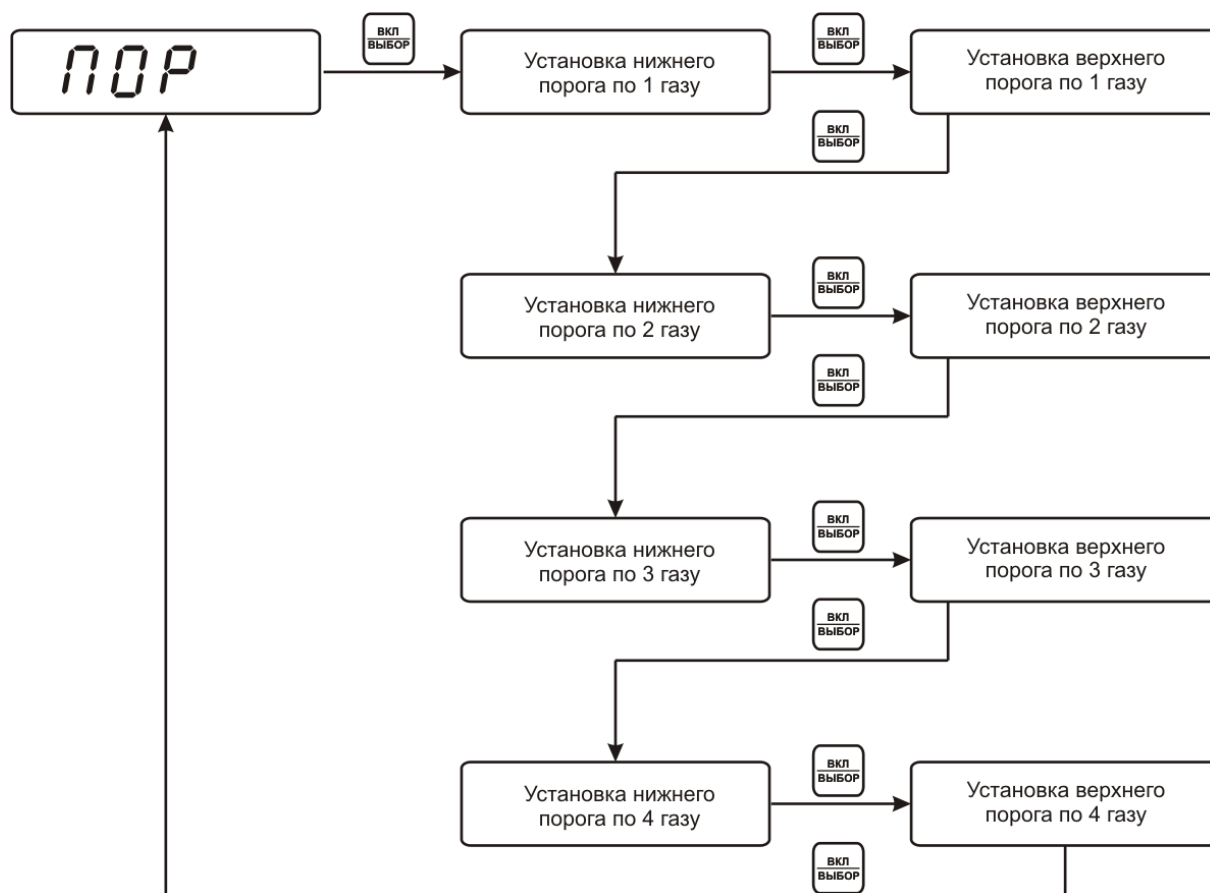 ПОР
ВКЛ
ВЫБОР
Установка нижнего
порога по 1 газу
ВКЛ
ВЫБОР
Установка верхнего
порога по 1 газу
ВКЛ
ВЫБОР
Установка нижнего
порога по 2 газу
ВКЛ
ВЫБОР
Установка верхнего
порога по 2 газу
ВКЛ
ВЫБОР
Установка нижнего
порога по 3 газу
ВКЛ
ВЫБОР
Установка верхнего
порога по 3 газу
ВКЛ
ВЫБОР
Установка нижнего
порога по 4 газу
ВКЛ
ВЫБОР
Установка верхнего
порога по 4 газу
ВКЛ
ВЫБОР